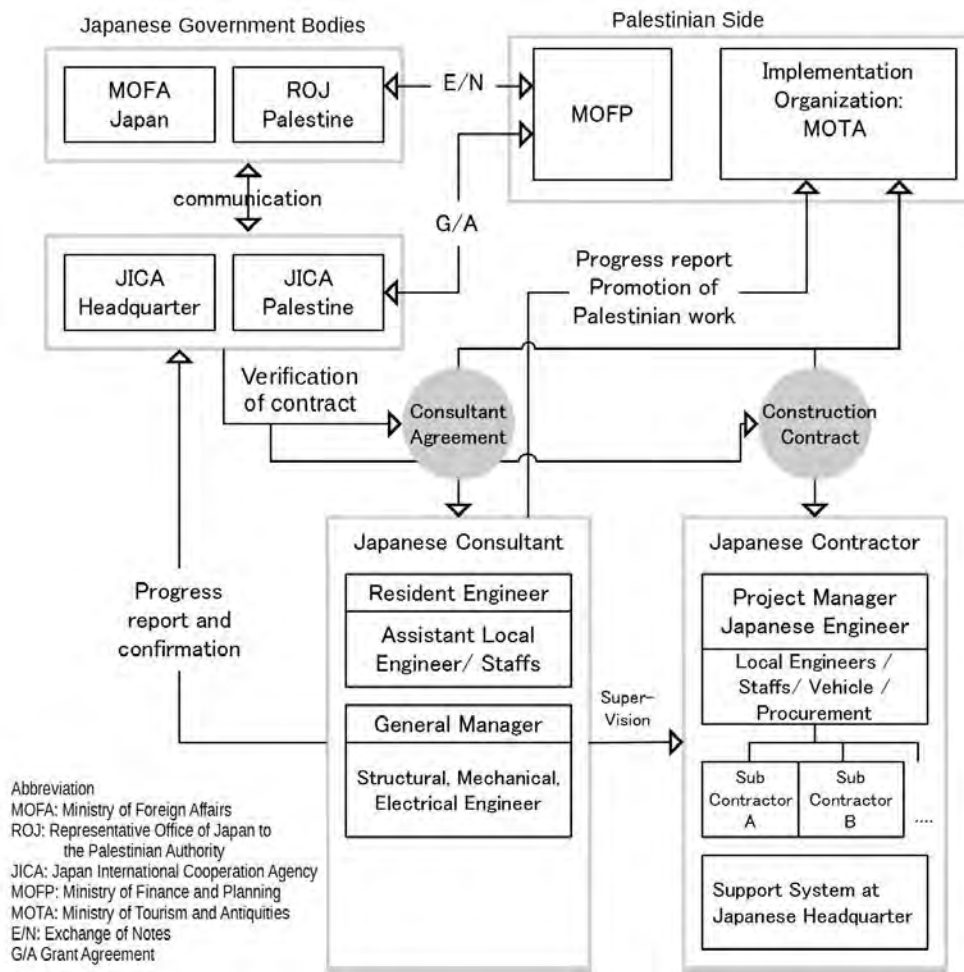 Japanese Government Bodies
Palestinian Side
MOFA
Japan
ROJ
Palestine
E/N
MOFP
Implementation
Organization:
MOTA
communication
G/A
JICA
Headquarter
JICA
Palestine
Progress report
Promotion of
Palestinian work
Verification
of contract
Consultant
Agreement
Construction
Contract
Japanese Consultant
Japanese Contractor
Resident Engineer
Assistant Local
Engineer/ Staffs
Project Manager
Japanese Engineer
Local Engineers /
Staffs/ Vehicle /
Procurement
Progress
report and
confirmation
Super-
Vision
General Manager
Structural, Mechanical,
Electrical Engineer
Sub
Contractor
A
Sub
Contractor
B
....
Support System at
Japanese Headquarter
Abbreviation
MOFA: Ministry of Foreign Affairs
ROJ: Representative Office of Japan to
the Palestinian Authority
JICA: Japan International Cooperation Agency
MOFP: Ministry of Finance and Planning
MOTA: Ministry of Tourism and Antiquities
E/N: Exchange of Notes
G/A Grant Agreement